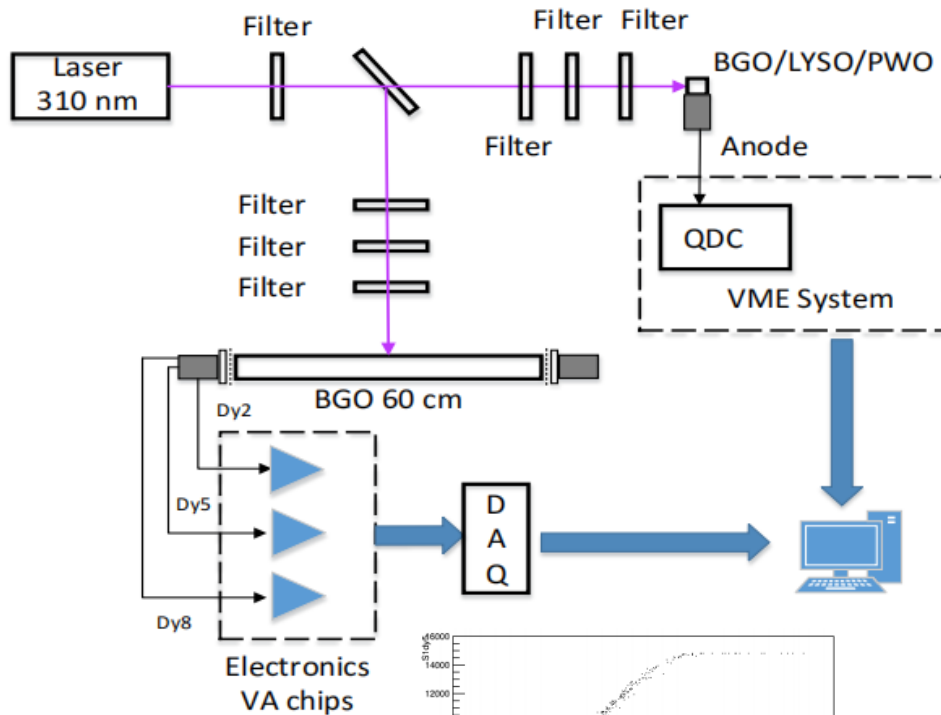 Filter
Filter
Filter
Laser
310 nm
BGO/LYSO/PWO
Filter
Anode
Filter
Filter
Filter
QDC
VME System
BGO 60 cm
Dy2
Dy5
Dy8
D
A
Q
Electronics
VA chips
S1dy5
16000
14000
12000